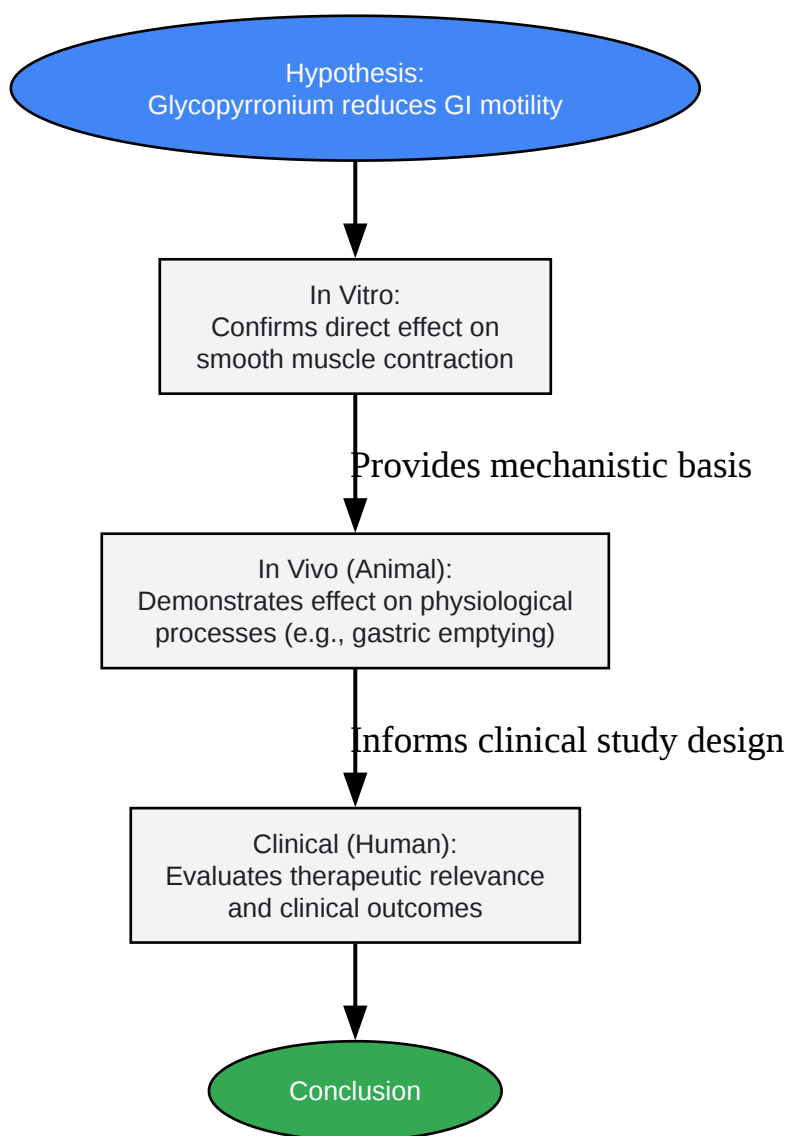 Hypothesis:
Glycopyrronium reduces GI motility
In Vitro:
Confirms direct effect on
smooth muscle contraction
Provides mechanistic basis
In Vivo (Animal):
Demonstrates effect on physiological
processes (e.g., gastric emptying)
Informs clinical study design
Clinical (Human):
Evaluates therapeutic relevance
and clinical outcomes
Conclusion